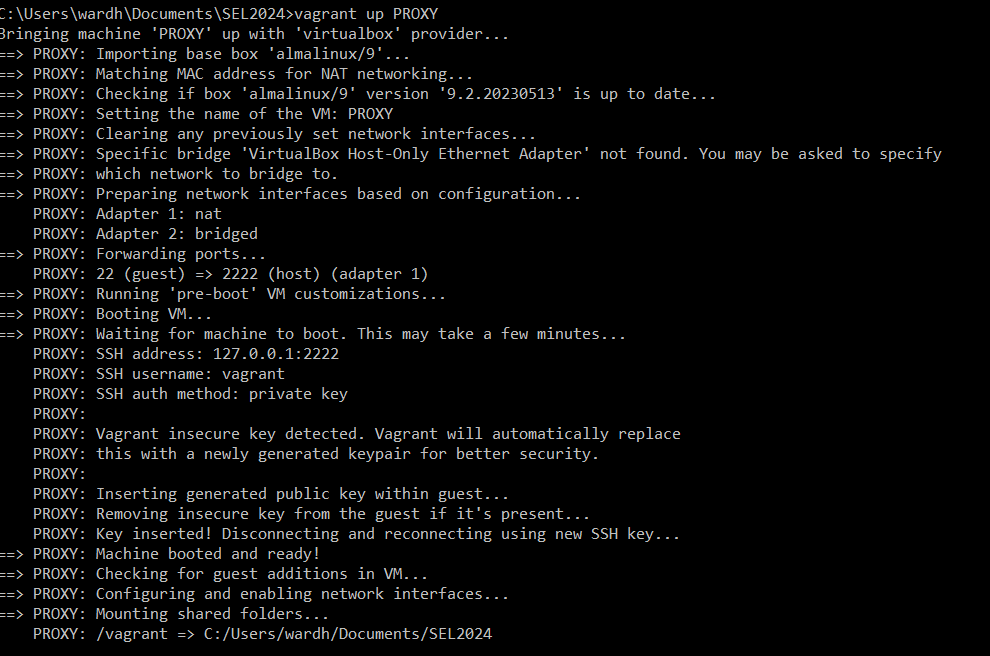 C:\Users\wardh\Documents\SEL2024>vagrant up PROXY
Bringing machine 'PROXY' up with 'virtualbox' provider...
==> PROXY: Importing base box 'almalinux/9'...
==> PROXY: Matching MAC address for NAT networking...
==> PROXY: Checking if box 'almalinux/9' version '9.2.20230513' is up to date...
==> PROXY: Setting the name of the VM: PROXY
==> PROXY: Clearing any previously set network interfaces...
==> PROXY: Specific bridge 'VirtualBox Host-Only Ethernet Adapter' not found. You may be asked to specify
==> PROXY: which network to bridge to.
==> PROXY: Preparing network interfaces based on configuration...
    PROXY: Adapter 1: nat
    PROXY: Adapter 2: bridged
==> PROXY: Forwarding ports...
    PROXY: 22 (guest) => 2222 (host) (adapter 1)
==> PROXY: Running 'pre-boot' VM customizations...
==> PROXY: Booting VM...
==> PROXY: Waiting for machine to boot. This may take a few minutes...
    PROXY: SSH address: 127.0.0.1:2222
    PROXY: SSH username: vagrant
    PROXY: SSH auth method: private key
    PROXY:
    PROXY: Vagrant insecure key detected. Vagrant will automatically replace
    PROXY: this with a newly generated keypair for better security.
    PROXY:
    PROXY: Inserting generated public key within guest...
    PROXY: Removing insecure key from the guest if it's present...
    PROXY: Key inserted! Disconnecting and reconnecting using new SSH key...
==> PROXY: Machine booted and ready!
==> PROXY: Checking for guest additions in VM...
==> PROXY: Configuring and enabling network interfaces...
==> PROXY: Mounting shared folders...
    PROXY: /vagrant => C:/Users/wardh/Documents/SEL2024